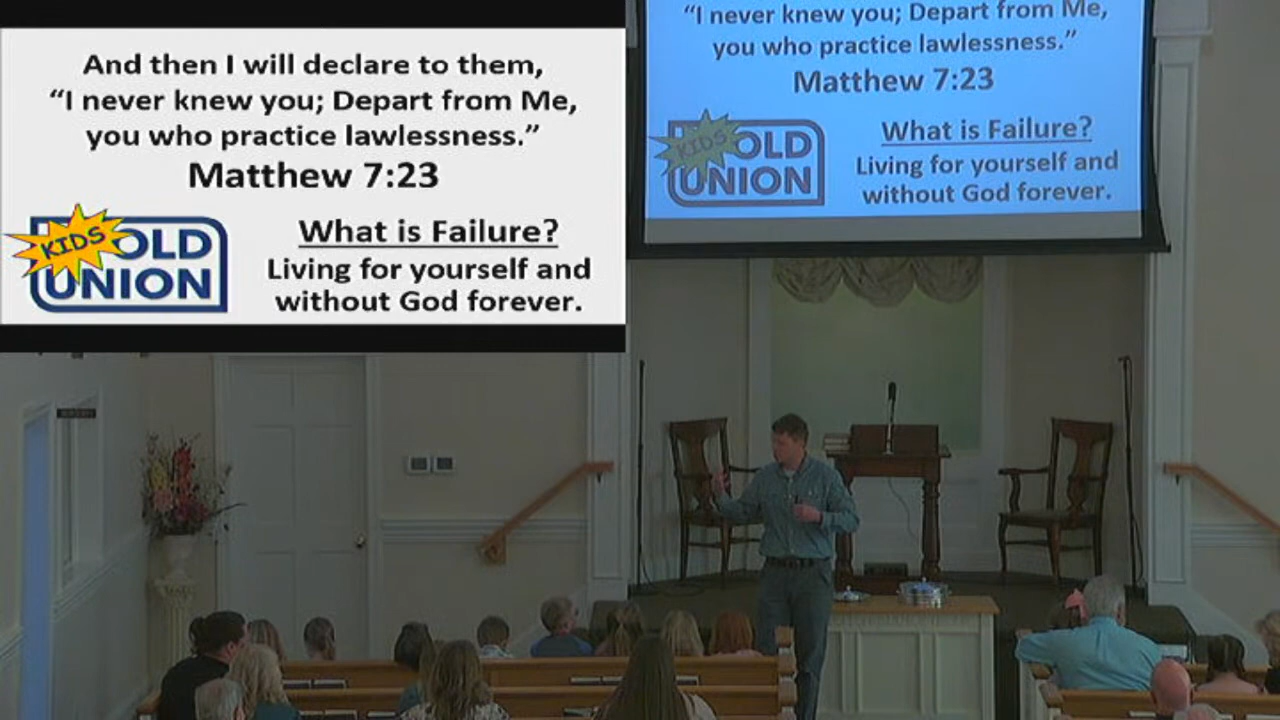 And then I will declare to them,
“I never knew you; Depart from Me,
you who practice lawlessness.”
Matthew 7:23
KIDS
OLD
UNION
What is Failure?
Living for yourself and
without God forever.
“I never knew you; Depart from Me,
you who practice lawlessness.”
Matthew 7:23
KIDS
OLD
UNION
What is Failure?
Living for yourself and
without God forever.